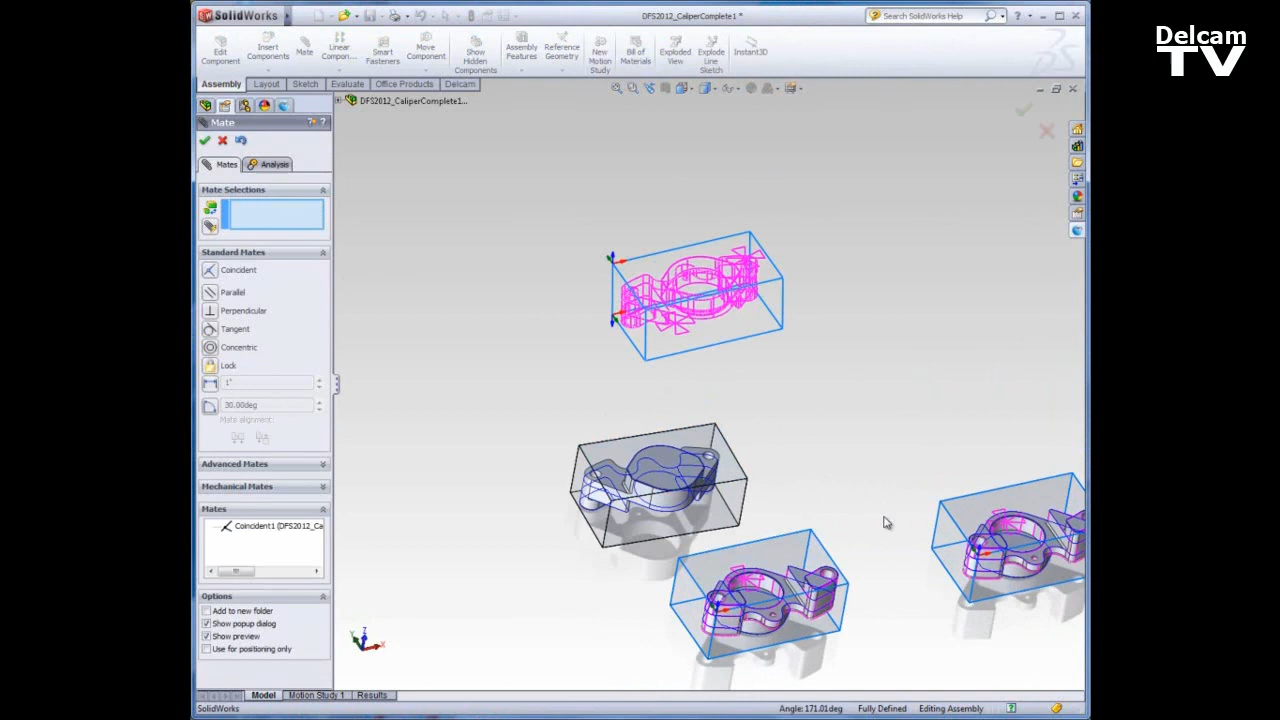 Delcam
TV
SolidWorks
DFS2012_CaliperComplete1 *
Search SolidWorks Help
Edit Component
Insert Components
Mate
Linear Compon...
Smart Fasteners
Move Component
Show Hidden Components
Assembly Features
Reference Geometry
New Motion Study
Bill of Materials
Exploded View
Explode Line Sketch
Instant3D
Assembly
Layout
Sketch
Evaluate
Office Products
Delcam
DFS2012_CaliperComplete1...
Mate
Mates
Analysis
Mate Selections
Standard Mates
Coincident
Parallel
Perpendicular
Tangent
Concentric
Lock
1"
30.00deg
Mate alignment:
Advanced Mates
Mechanical Mates
Mates
Coincident1 (DFS2012_Ca
Options
Add to new folder
Show popup dialog
Show preview
Use for positioning only
Z
X
Model
Motion Study 1
Results
SolidWorks
Angle: 171.01deg
Fully Defined
Editing Assembly